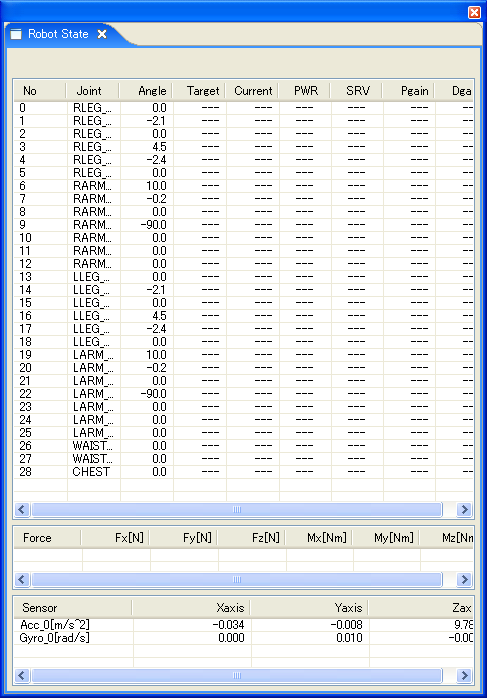 Robot State
No Joint Angle Target Current PWR SRV Pgain Dga
0 RLEG_... 0.0 --- --- --- --- --- ---
1 RLEG_... -2.1 --- --- --- --- --- ---
2 RLEG_... 0.0 --- --- --- --- --- ---
3 RLEG_... 4.5 --- --- --- --- --- ---
4 RLEG_... -2.4 --- --- --- --- --- ---
5 RLEG_... 0.0 --- --- --- --- --- ---
6 RARM... 10.0 --- --- --- --- --- ---
7 RARM... -0.2 --- --- --- --- --- ---
8 RARM... 0.0 --- --- --- --- --- ---
9 RARM... -90.0 --- --- --- --- --- ---
10 RARM... 0.0 --- --- --- --- --- ---
11 RARM... 0.0 --- --- --- --- --- ---
12 RARM... 0.0 --- --- --- --- --- ---
13 LLEG_... 0.0 --- --- --- --- --- ---
14 LLEG_... -2.1 --- --- --- --- --- ---
15 LLEG_... 0.0 --- --- --- --- --- ---
16 LLEG_... 4.5 --- --- --- --- --- ---
17 LLEG_... -2.4 --- --- --- --- --- ---
18 LLEG_... 0.0 --- --- --- --- --- ---
19 LARM_... 10.0 --- --- --- --- --- ---
20 LARM_... -0.2 --- --- --- --- --- ---
21 LARM_... 0.0 --- --- --- --- --- ---
22 LARM_... -90.0 --- --- --- --- --- ---
23 LARM_... 0.0 --- --- --- --- --- ---
24 LARM_... 0.0 --- --- --- --- --- ---
25 LARM_... 0.0 --- --- --- --- --- ---
26 WAIST... 0.0 --- --- --- --- --- ---
27 WAIST... 0.0 --- --- --- --- --- ---
28 CHEST 0.0 --- --- --- --- --- ---
Force Fx[N] Fy[N] Fz[N] Mx[Nm] My[Nm] Mz[Nm
Sensor Xaxis Yaxis Zax
Acc_0[m/s^2] -0.034 -0.008 9.78
Gyro_0[rad/s] 0.000 0.010 -0.00